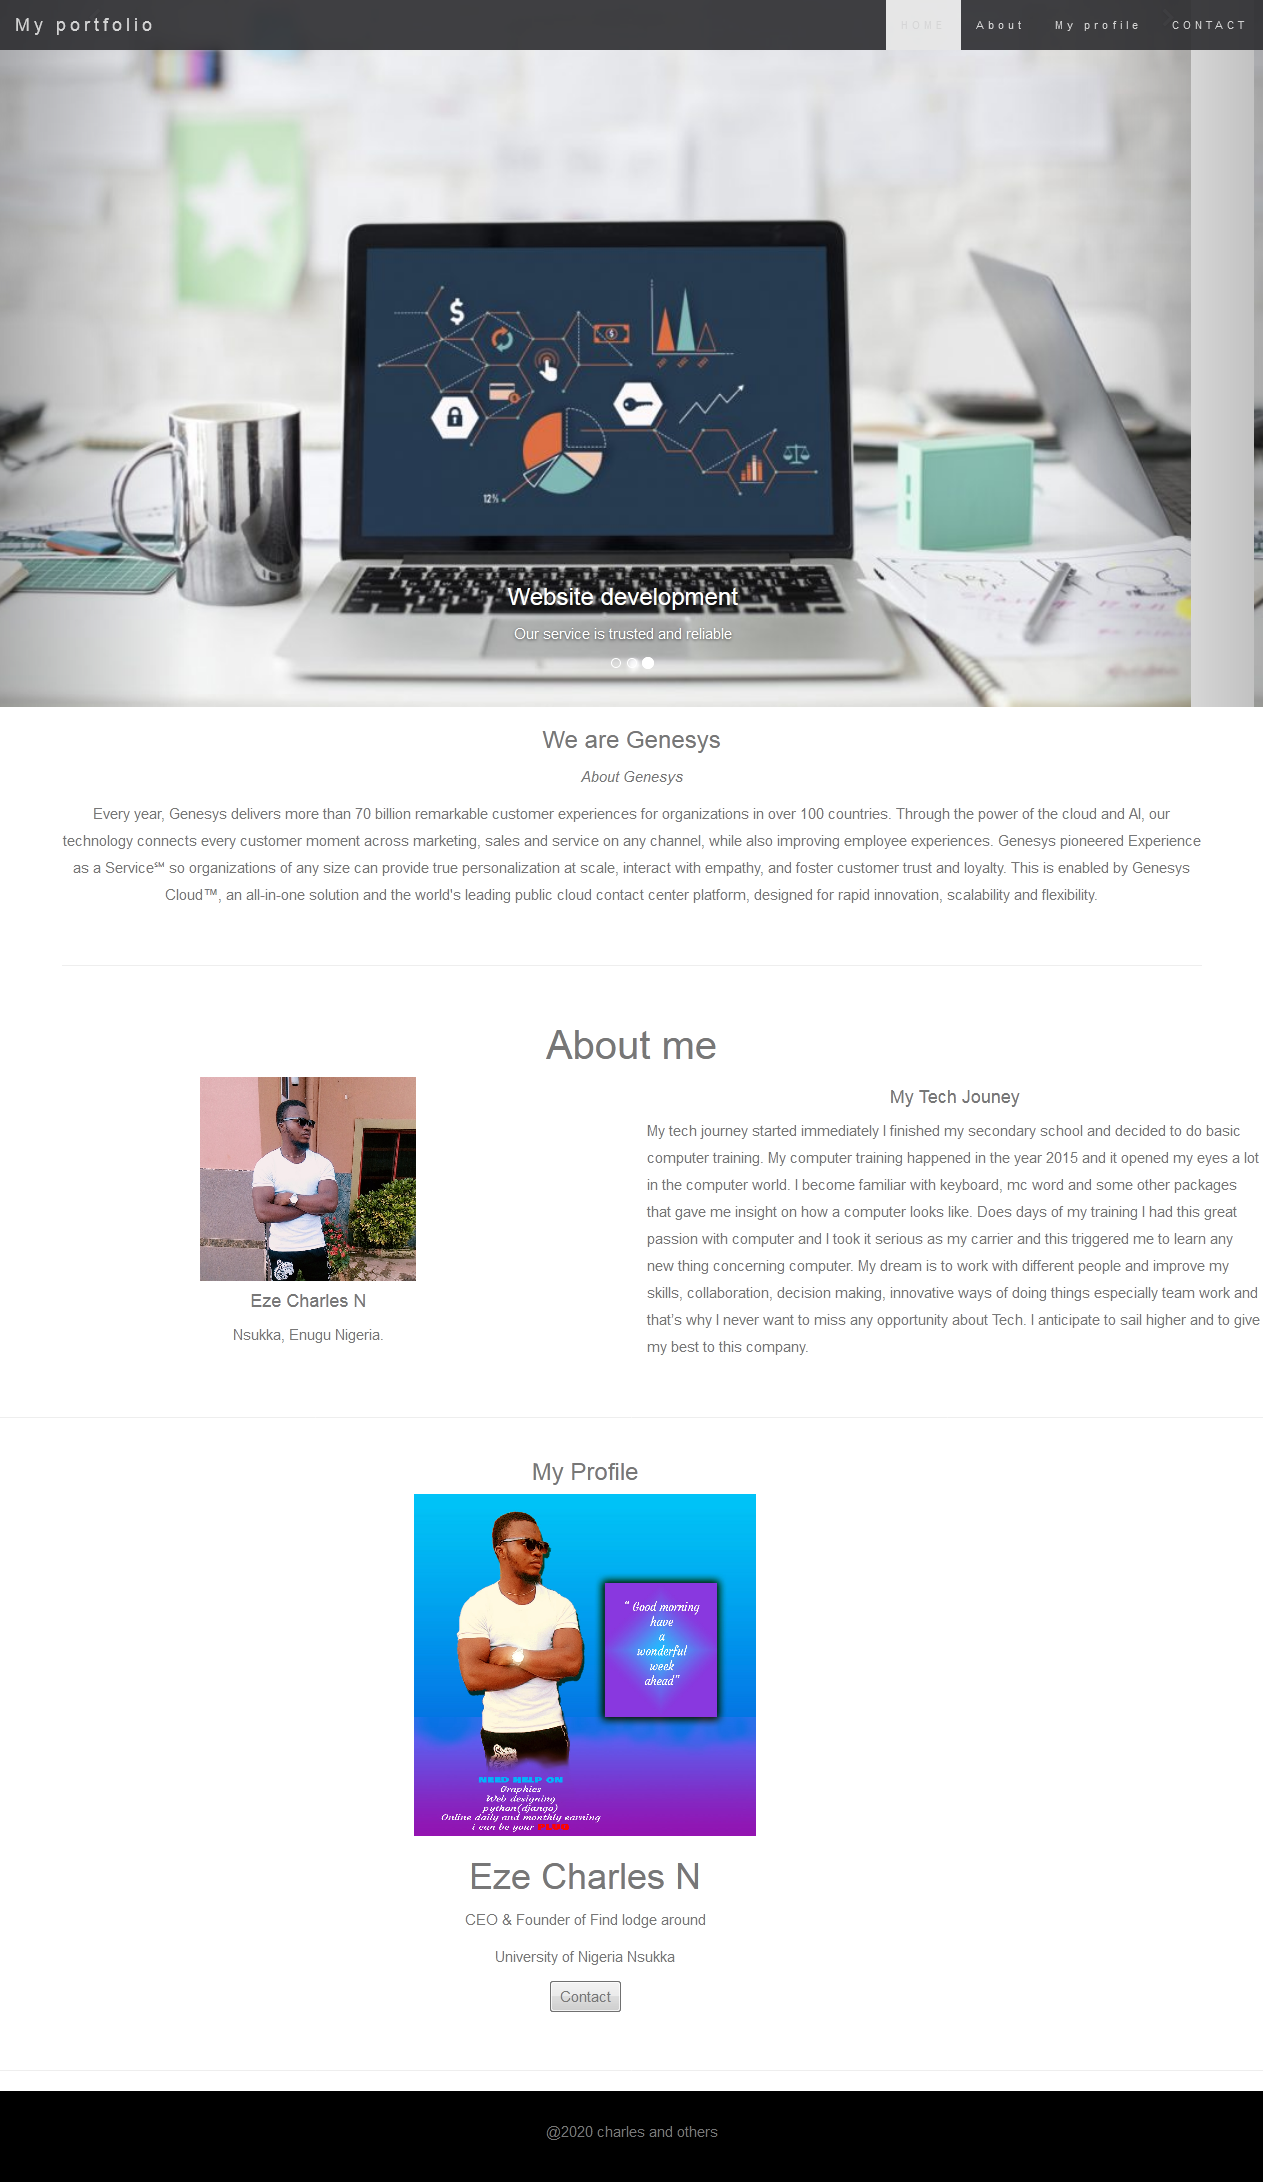 My portfolio
HOME About My profile CONTACT
$
$
12%
Website development
Our service is trusted and reliable
We are Genesys
About Genesys
Every year, Genesys delivers more than 70 billion remarkable customer experiences for organizations in over 100 countries. Through the power of the cloud and AI, our
technology connects every customer moment across marketing, sales and service on any channel, while also improving employee experiences. Genesys pioneered Experience
as a Service℠ so organizations of any size can provide true personalization at scale, interact with empathy, and foster customer trust and loyalty. This is enabled by Genesys
Cloud™, an all-in-one solution and the world's leading public cloud contact center platform, designed for rapid innovation, scalability and flexibility.
About me
Eze Charles N
Nsukka, Enugu Nigeria.
My Tech Jouney
My tech journey started immediately I finished my secondary school and decided to do basic
computer training. My computer training happened in the year 2015 and it opened my eyes a lot
in the computer world. I become familiar with keyboard, mc word and some other packages
that gave me insight on how a computer looks like. Does days of my training I had this great
passion with computer and I took it serious as my carrier and this triggered me to learn any
new thing concerning computer. My dream is to work with different people and improve my
skills, collaboration, decision making, innovative ways of doing things especially team work and
that's why I never want to miss any opportunity about Tech. I anticipate to sail higher and to give
my best to this company.
My Profile
“ Good morning
have
a
wonderful
week
ahead”
NEED HELP ON
Graphics
Web designing
python(django)
Online daily and monthly earning
i can be your PLUG
Eze Charles N
CEO & Founder of Find lodge around
University of Nigeria Nsukka
Contact
@2020 charles and others